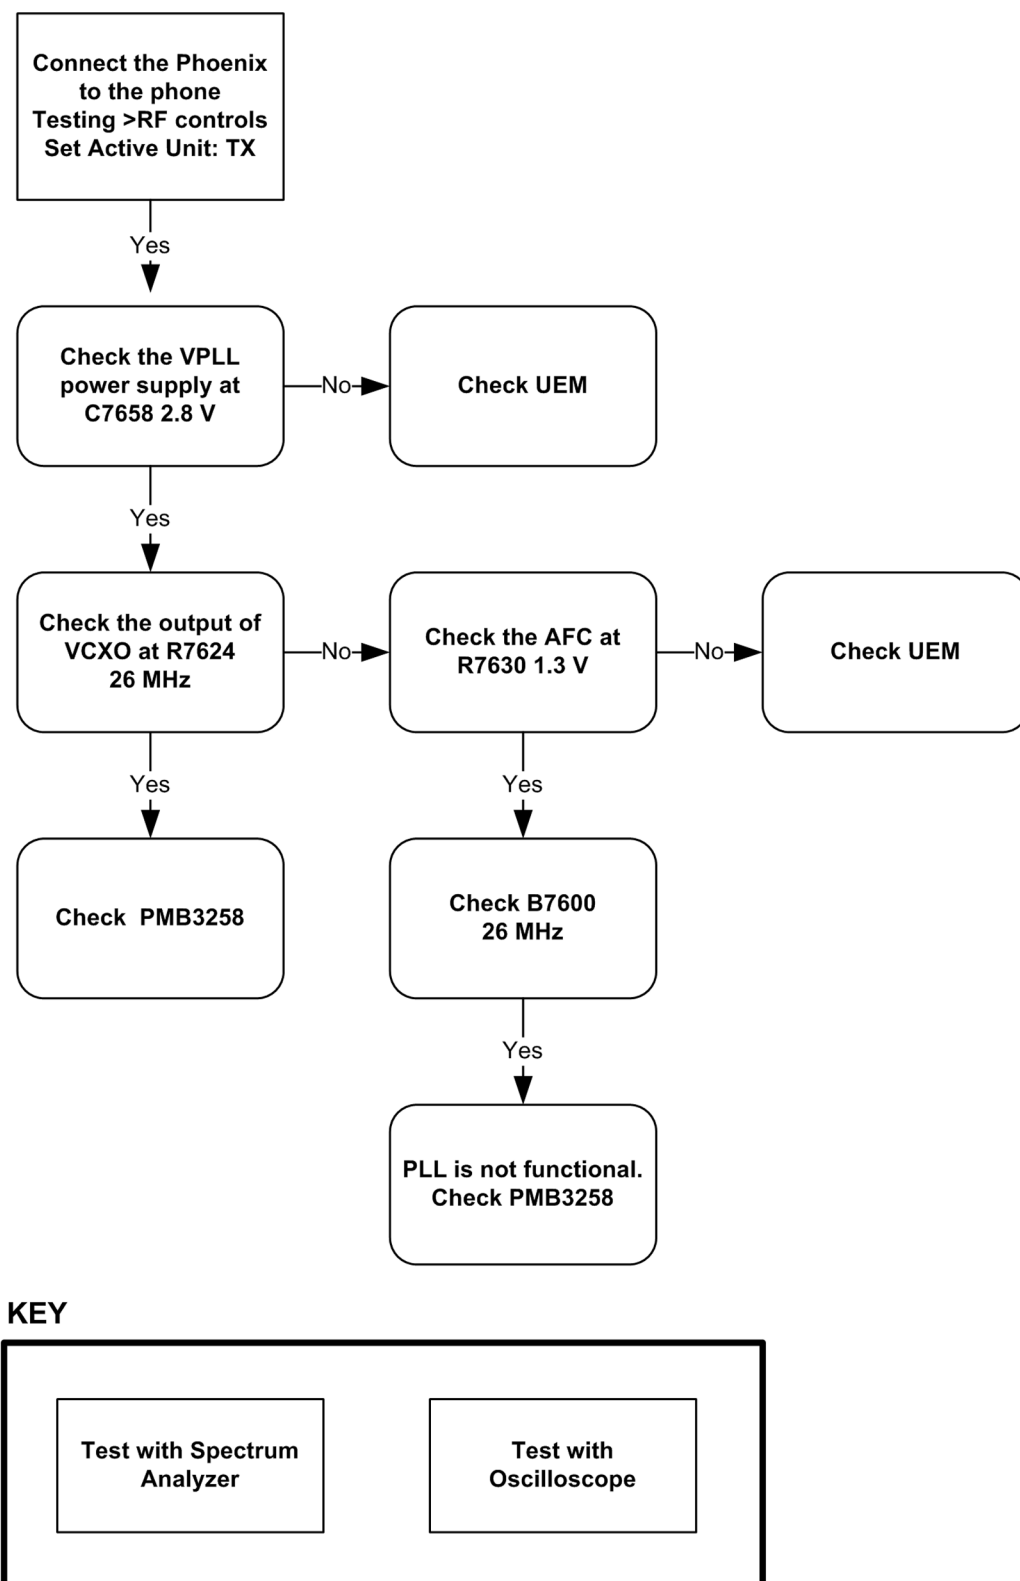 Connect the Phoenix
to the phone
Testing >RF controls
Set Active Unit: TX
Yes
Check the VPLL
power supply at
C7658 2.8 V
No
Check UEM
Yes
Check the output of
VCXO at R7624
26 MHz
No
Check the AFC at
R7630 1.3 V
No
Check UEM
Yes
Yes
Check  PMB3258
Check B7600
26 MHz
Yes
PLL is not functional.
Check PMB3258
KEY
Test with Spectrum
Analyzer
Test with
Oscilloscope